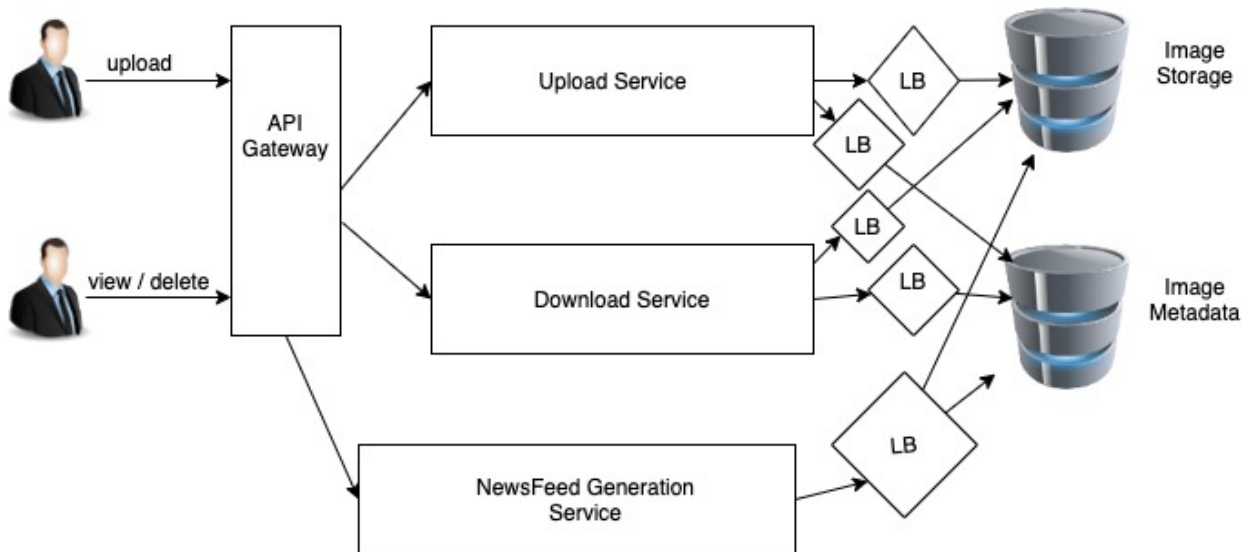 upload
API
Gateway
Upload Service
LB
Image
Storage
LB
view / delete
LB
Download Service
LB
Image
Metadata
LB
NewsFeed Generation
Service